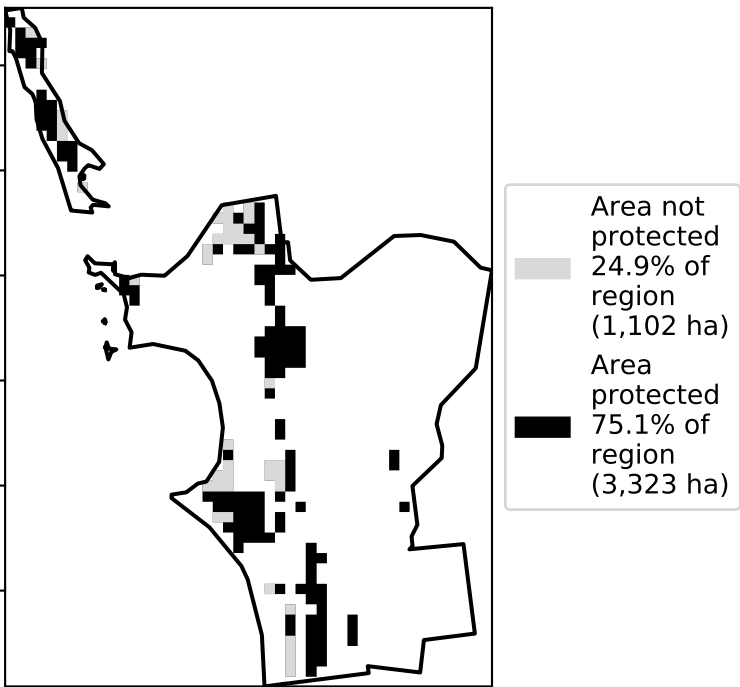 Area not
protected
24.9% of
region
(1,102 ha)
Area
protected
75.1% of
region
(3,323 ha)